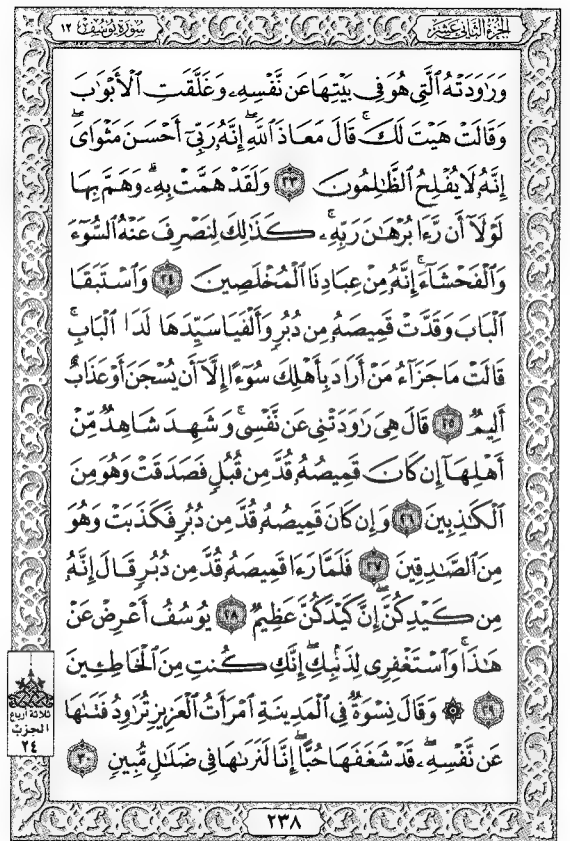 سورة يوسف ١٢
الجزء الثاني عشر
وَرَٰوَدَتْهُ ٱلَّتِى هُوَ فِى بَيْتِهَا عَن نَّفْسِهِۦ وَغَلَّقَتِ ٱلْأَبْوَٰبَ
وَقَالَتْ هَيْتَ لَكَ ۚ قَالَ مَعَاذَ ٱللَّهِ ۖ إِنَّهُۥ رَبِّىٓ أَحْسَنَ مَثْوَاىَ ۖ
إِنَّهُۥ لَا يُفْلِحُ ٱلظَّٰلِمُونَ ٢٣ وَلَقَدْ هَمَّتْ بِهِۦ ۖ وَهَمَّ بِهَا
لَوْلَآ أَن رَّءَا بُرْهَٰنَ رَبِّهِۦ ۚ كَذَٰلِكَ لِنَصْرِفَ عَنْهُ ٱلسُّوٓءَ
وَٱلْفَحْشَآءَ ۚ إِنَّهُۥ مِنْ عِبَادِنَا ٱلْمُخْلَصِينَ ٢٤ وَٱسْتَبَقَا
ٱلْبَابَ وَقَدَّتْ قَمِيصَهُۥ مِن دُبُرٍ وَأَلْفَيَا سَيِّدَهَا لَدَا ٱلْبَابِ ۚ
قَالَتْ مَا جَزَآءُ مَنْ أَرَادَ بِأَهْلِكَ سُوٓءًا إِلَّآ أَن يُسْجَنَ أَوْ عَذَابٌ
أَلِيمٌ ٢٥ قَالَ هِىَ رَٰوَدَتْنِى عَن نَّفْسِى ۚ وَشَهِدَ شَاهِدٌ مِّنْ
أَهْلِهَآ إِن كَانَ قَمِيصُهُۥ قُدَّ مِن قُبُلٍ فَصَدَقَتْ وَهُوَ مِنَ
ٱلْكَٰذِبِينَ ٢٦ وَإِن كَانَ قَمِيصُهُۥ قُدَّ مِن دُبُرٍ فَكَذَبَتْ وَهُوَ
مِنَ ٱلصَّٰدِقِينَ ٢٧ فَلَمَّا رَءَا قَمِيصَهُۥ قُدَّ مِن دُبُرٍ قَالَ إِنَّهُۥ
مِن كَيْدِكُنَّ ۖ إِنَّ كَيْدَكُنَّ عَظِيمٌ ٢٨ يُوسُفُ أَعْرِضْ عَنْ
هَٰذَا ۚ وَٱسْتَغْفِرِى لِذَنۢبِكِ ۖ إِنَّكِ كُنتِ مِنَ ٱلْخَاطِـِٔينَ
٢٩ ۞ وَقَالَ نِسْوَةٌ فِى ٱلْمَدِينَةِ ٱمْرَأَتُ ٱلْعَزِيزِ تُرَٰوِدُ فَتَىٰهَا
عَن نَّفْسِهِۦ ۖ قَدْ شَغَفَهَا حُبًّا ۖ إِنَّا لَنَرَىٰهَا فِى ضَلَٰلٍ مُّبِينٍ ٣٠
ثلاثة أرباع
الحزب
٢٤
٢٣٨